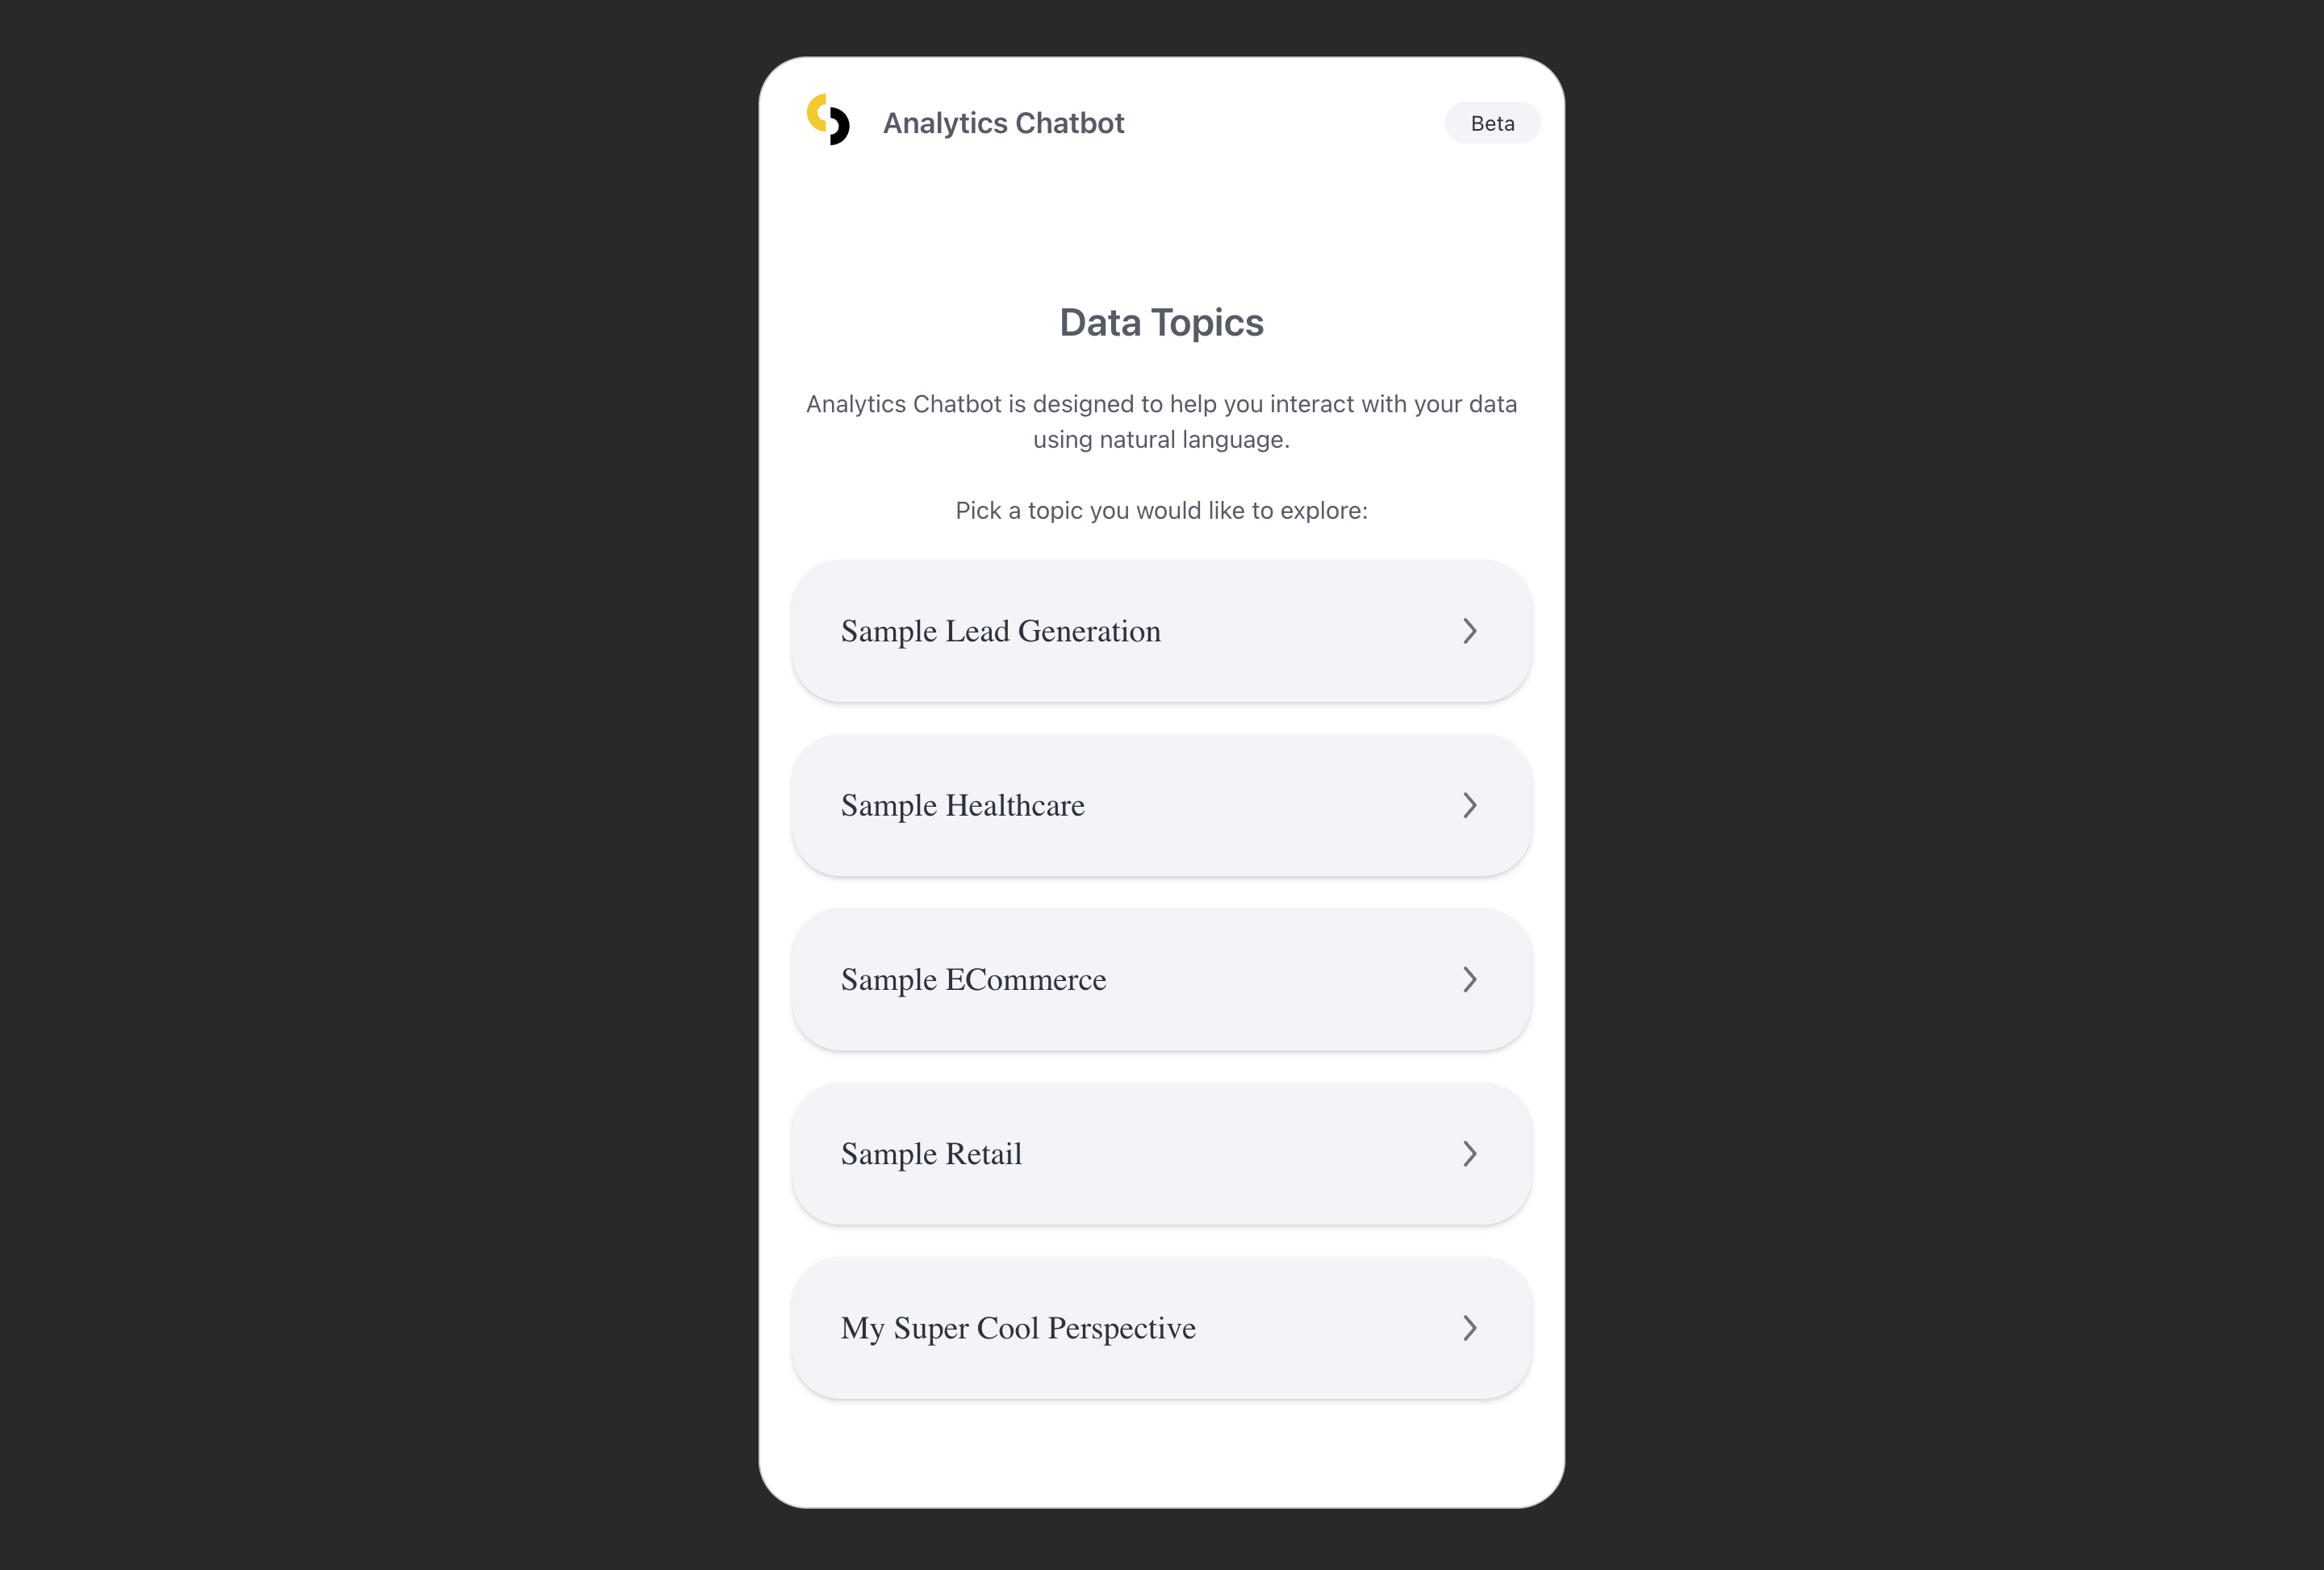 Analytics Chatbot
Beta
Data Topics
Analytics Chatbot is designed to help you interact with your data
using natural language.
Pick a topic you would like to explore:
Sample Lead Generation
Sample Healthcare
Sample ECommerce
Sample Retail
My Super Cool Perspective